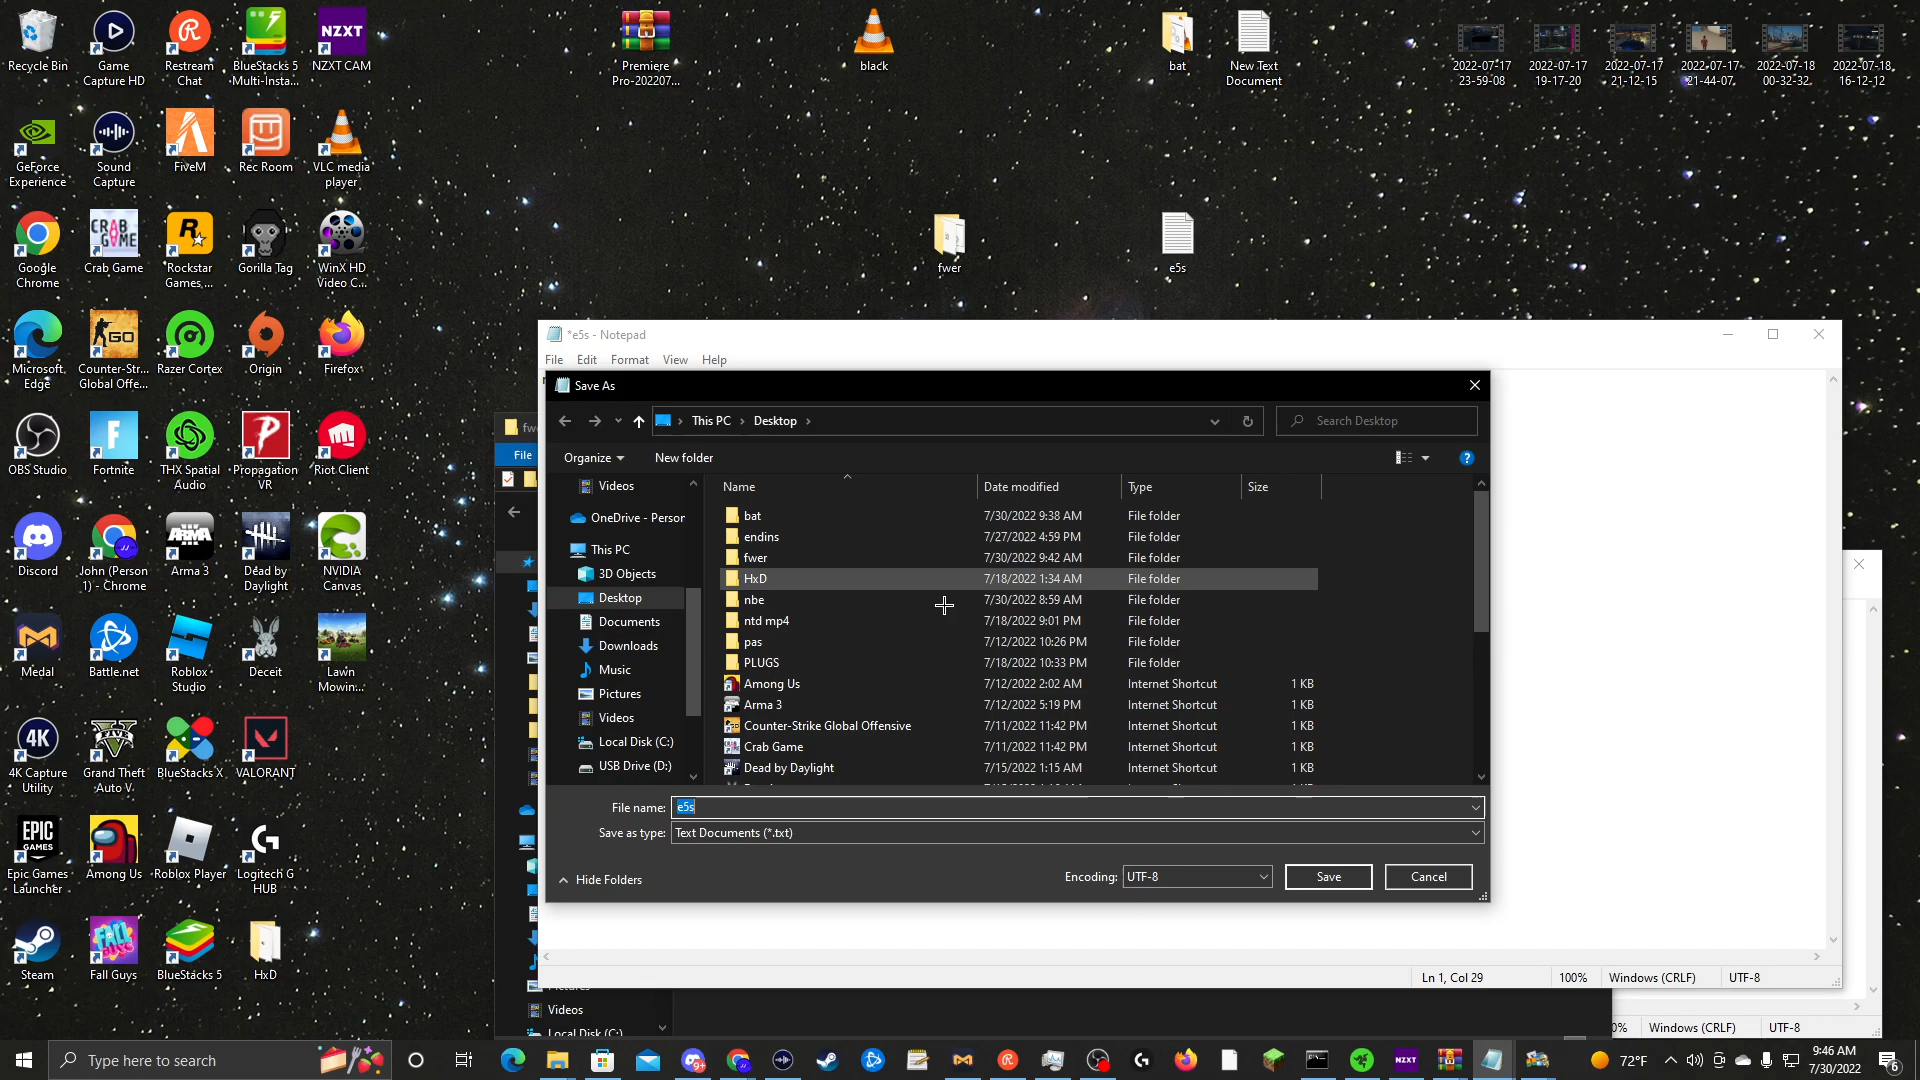 Recycle Bin
Game
Capture HD
Restream
Chat
BlueStacks 5
Multi-Insta...
NZXT
NZXT CAM
Premiere
Pro-202207...
black
bat
New Text
Document
2022-07-17
23-59-08
2022-07-17
19-17-20
2022-07-17
21-12-15
2022-07-17
21-44-07
2022-07-18
00-32-32
2022-07-18
16-12-12
GeForce
Experience
Sound
Capture
FiveM
Rec Room
VLC media
player
Google
Chrome
CRAB
GAME
Crab Game
Rockstar
Games ...
Gorilla Tag
WinX HD
Video C...
fwer
e5s
Microsoft
Edge
GO
Counter-Str...
Global Offe...
Razer Cortex
Origin
Firefox
OBS Studio
Fortnite
THX Spatial
Audio
Propagation
VR
Riot Client
Discord
John (Person
1) - Chrome
ARMA
Arma 3
Dead by
Daylight
NVIDIA
Canvas
Medal
Battle.net
Roblox
Studio
Deceit
Lawn
Mowin...
4K
4K Capture
Utility
Grand Theft
Auto V
BlueStacks X
VALORANT
EPIC
GAMES
Epic Games
Launcher
Among Us
Roblox Player
Logitech G
HUB
Steam
FALL
GUYS
Fall Guys
BlueStacks 5
HxD
*e5s - Notepad
File Edit Format View Help
Save As
This PC > Desktop >
Search Desktop
Organize
New folder
Videos
OneDrive - Person
This PC
3D Objects
Desktop
Documents
Downloads
Music
Pictures
Videos
Local Disk (C:)
USB Drive (D:)
Name Date modified Type Size
bat 7/30/2022 9:38 AM File folder
endins 7/27/2022 4:59 PM File folder
fwer 7/30/2022 9:42 AM File folder
HxD 7/18/2022 1:34 AM File folder
nbe 7/30/2022 8:59 AM File folder
ntd mp4 7/18/2022 9:01 PM File folder
pas 7/12/2022 10:26 PM File folder
PLUGS 7/18/2022 10:33 PM File folder
Among Us 7/12/2022 2:02 AM Internet Shortcut 1 KB
Arma 3 7/12/2022 5:19 PM Internet Shortcut 1 KB
Counter-Strike Global Offensive 7/11/2022 11:42 PM Internet Shortcut 1 KB
Crab Game 7/11/2022 11:42 PM Internet Shortcut 1 KB
Dead by Daylight 7/15/2022 1:15 AM Internet Shortcut 1 KB
File name: e5s
Save as type: Text Documents (*.txt)
Hide Folders
Encoding: UTF-8
Save
Cancel
Ln 1, Col 29 100% Windows (CRLF) UTF-8
fw
File
Pictures
Videos
Local Disk (C:)
0% Windows (CRLF) UTF-8
Type here to search
72°F
9:46 AM
7/30/2022
6